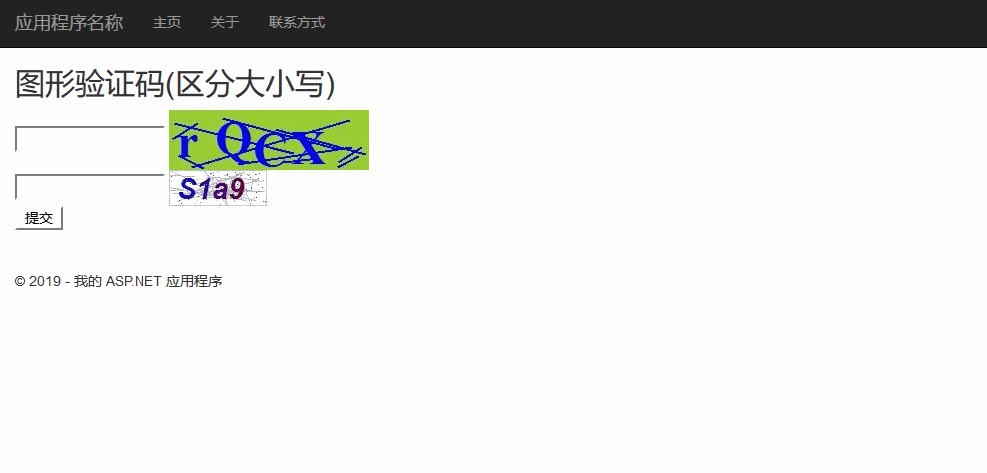 应用程序名称 主页 关于 联系方式
图形验证码(区分大小写)
rQCX
S1a9
提交
© 2019 - 我的 ASP.NET 应用程序